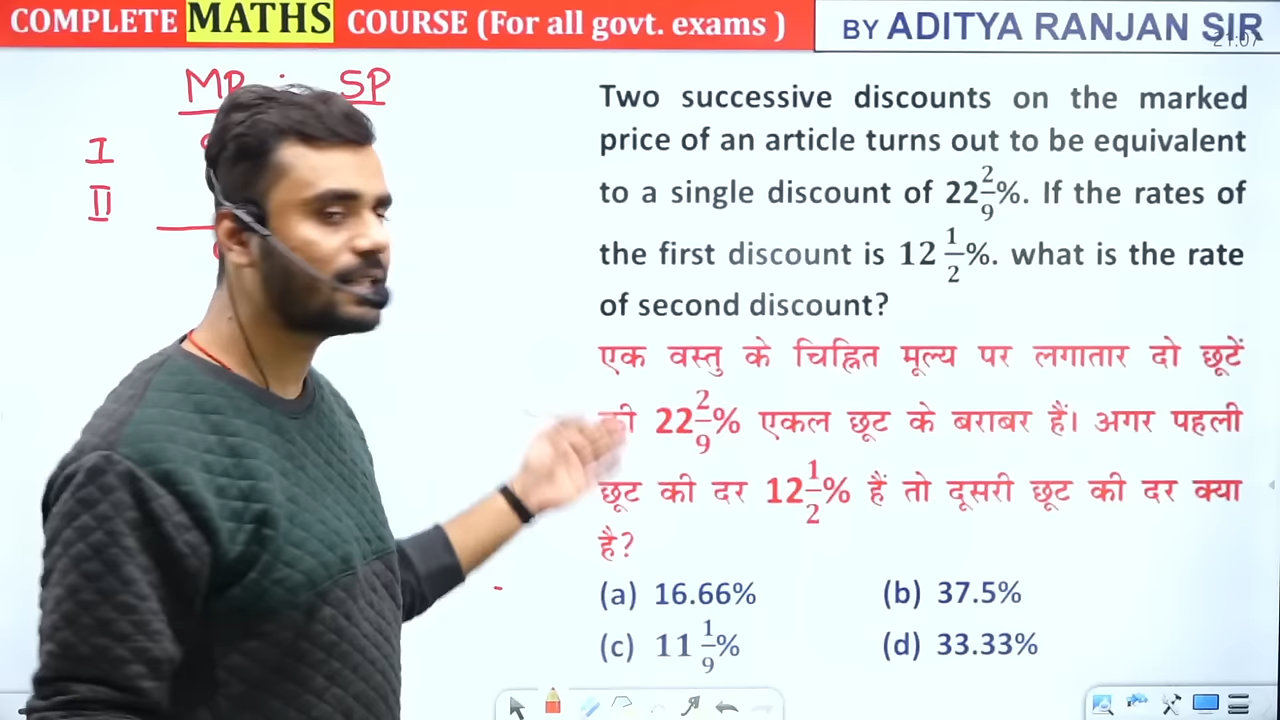 COMPLETE MATHS COURSE (For all govt. exams )
BY ADITYA RANJAN SIR
21:07
MP : SP
I
II
Two successive discounts on the marked
price of an article turns out to be equivalent
to a single discount of 22 2/9%. If the rates of
the first discount is 12 1/2%. what is the rate
of second discount?
एक वस्तु के चिह्नित मूल्य पर लगातार दो छूटें
की 22 2/9% एकल छूट के बराबर हैं। अगर पहली
छूट की दर 12 1/2% हैं तो दूसरी छूट की दर क्या
है?
(a) 16.66% (b) 37.5%
(c) 11 1/9% (d) 33.33%